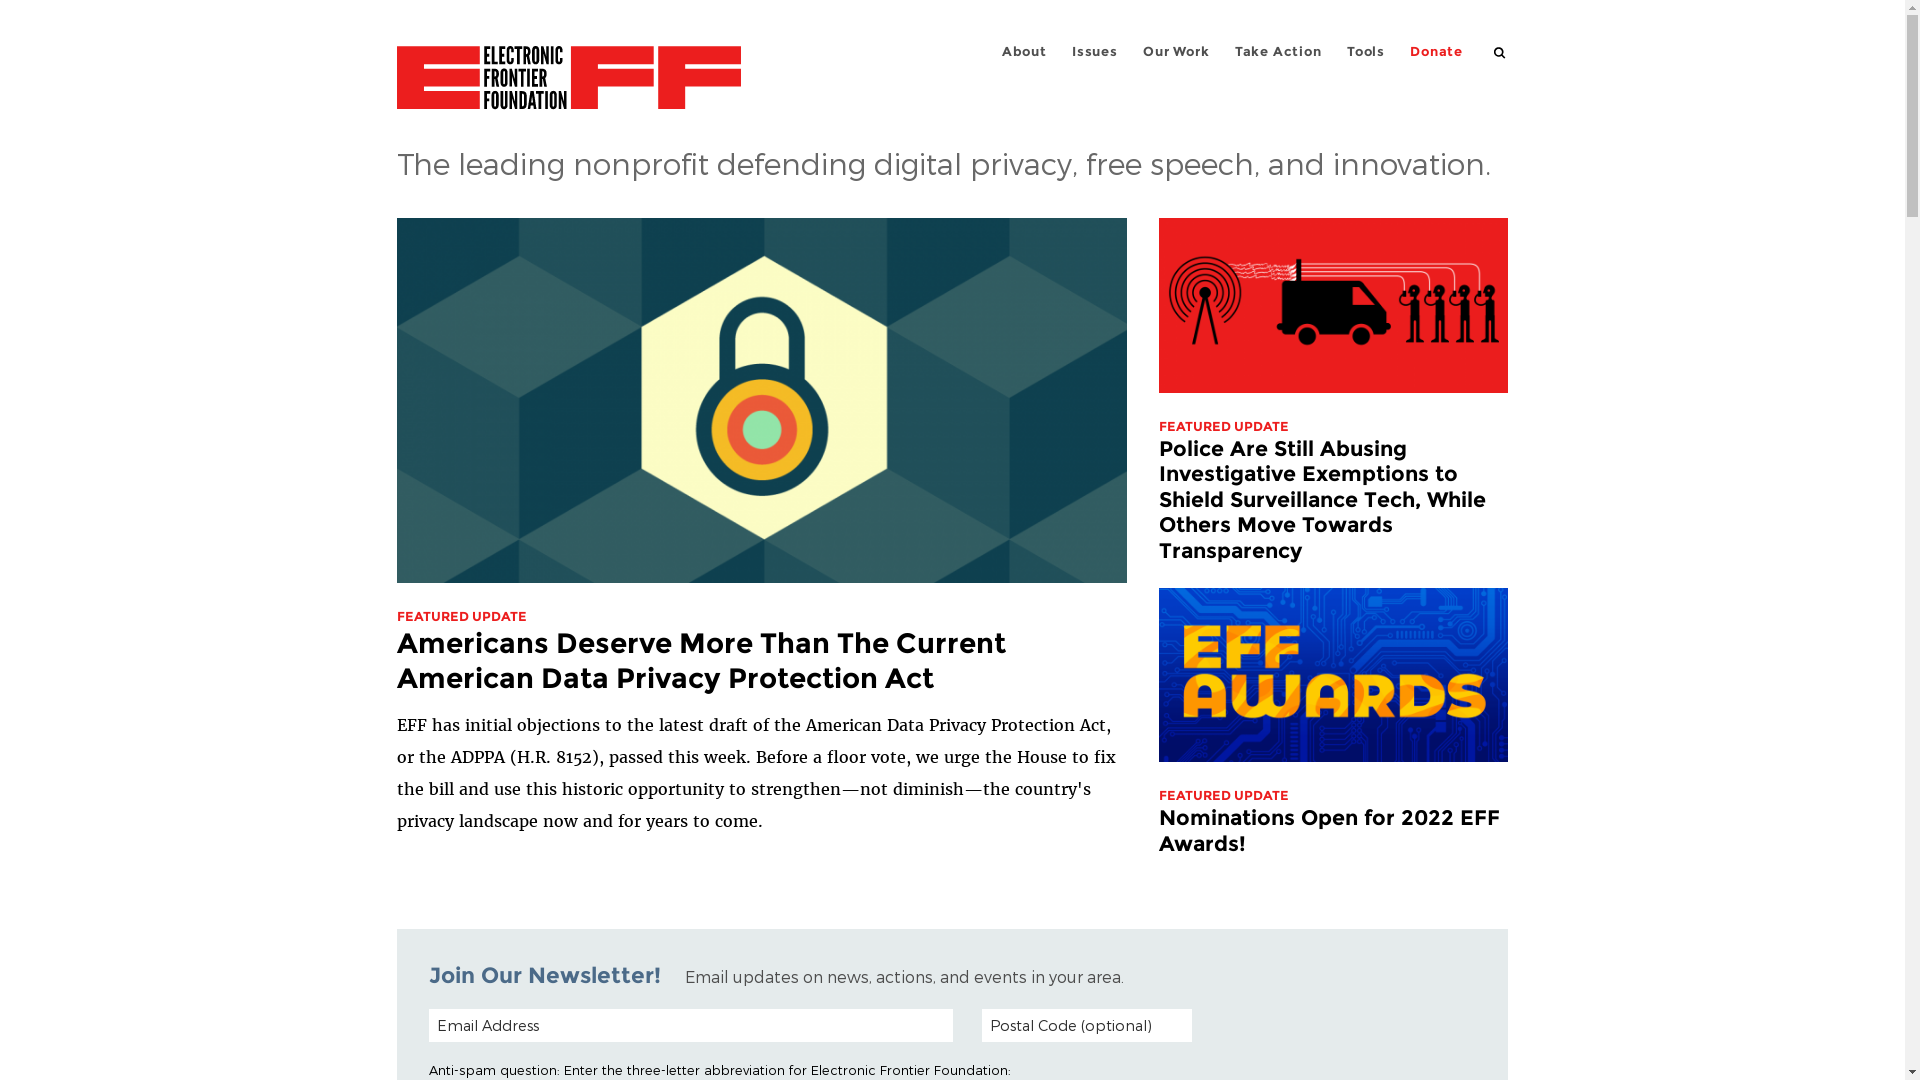 ELECTRONIC
FRONTIER
FOUNDATION
EFF
About Issues Our Work Take Action Tools Donate
The leading nonprofit defending digital privacy, free speech, and innovation.
FEATURED UPDATE
Americans Deserve More Than The Current
American Data Privacy Protection Act
EFF has initial objections to the latest draft of the American Data Privacy Protection Act,
or the ADPPA (H.R. 8152), passed this week. Before a floor vote, we urge the House to fix
the bill and use this historic opportunity to strengthen—not diminish—the country's
privacy landscape now and for years to come.
FEATURED UPDATE
Police Are Still Abusing
Investigative Exemptions to
Shield Surveillance Tech, While
Others Move Towards
Transparency
EFF
AWARDS
FEATURED UPDATE
Nominations Open for 2022 EFF
Awards!
Join Our Newsletter! Email updates on news, actions, and events in your area.
Email Address Postal Code (optional)
Anti-spam question: Enter the three-letter abbreviation for Electronic Frontier Foundation: